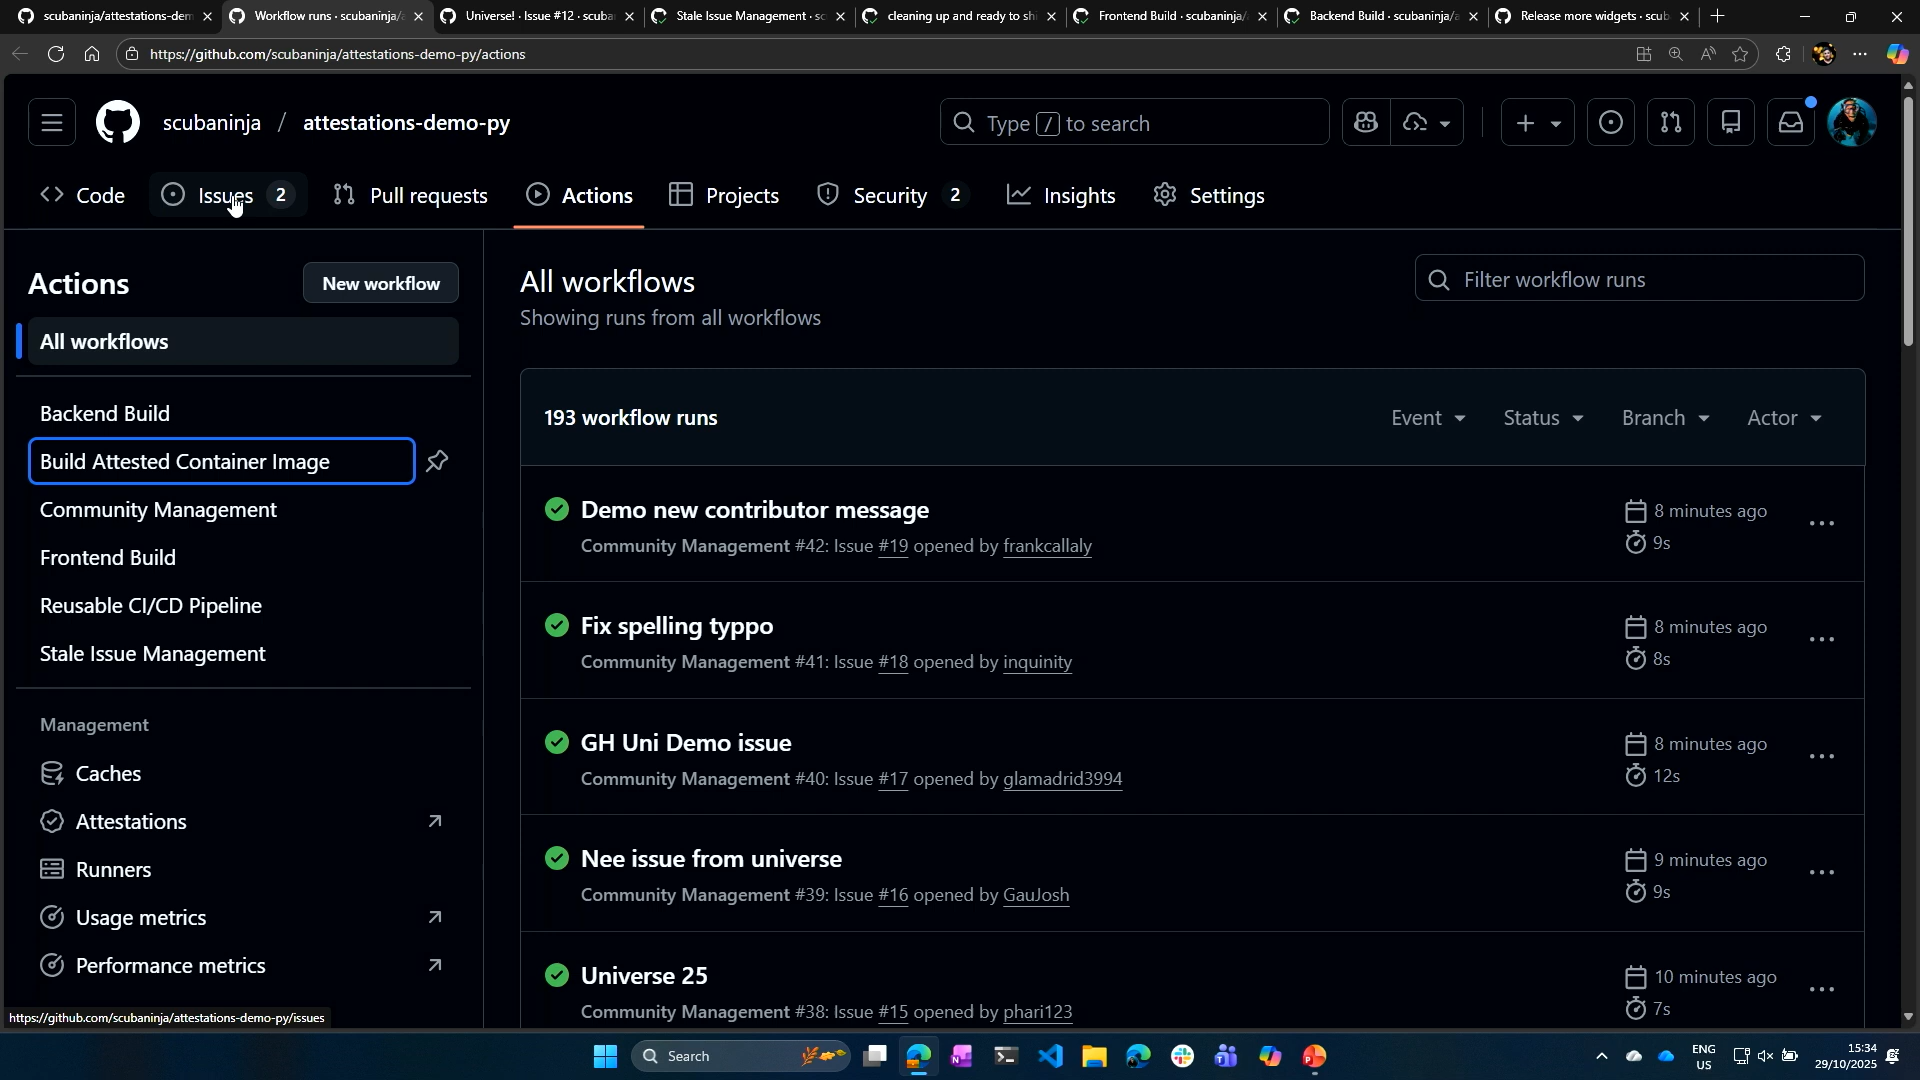 scubaninja/attestations-dem
Workflow runs · scubaninja/a
Universe! · Issue #12 · scuban
Stale Issue Management · sc
cleaning up and ready to shi
Frontend Build · scubaninja/
Backend Build · scubaninja/a
Release more widgets · scub
https://github.com/scubaninja/attestations-demo-py/actions
scubaninja / attestations-demo-py
Type / to search
Code
Issues 2
Pull requests
Actions
Projects
Security 2
Insights
Settings
Actions
New workflow
All workflows
Backend Build
Build Attested Container Image
Community Management
Frontend Build
Reusable CI/CD Pipeline
Stale Issue Management
Management
Caches
Attestations
Runners
Usage metrics
Performance metrics
https://github.com/scubaninja/attestations-demo-py/issues
All workflows
Showing runs from all workflows
Filter workflow runs
193 workflow runs
Event
Status
Branch
Actor
Demo new contributor message
Community Management #42: Issue #19 opened by frankcallaly
8 minutes ago
9s
Fix spelling typpo
Community Management #41: Issue #18 opened by inquinity
8 minutes ago
8s
GH Uni Demo issue
Community Management #40: Issue #17 opened by glamadrid3994
8 minutes ago
12s
Nee issue from universe
Community Management #39: Issue #16 opened by GauJosh
9 minutes ago
9s
Universe 25
Community Management #38: Issue #15 opened by phari123
10 minutes ago
7s
Search
ENG
US
15:34
29/10/2025